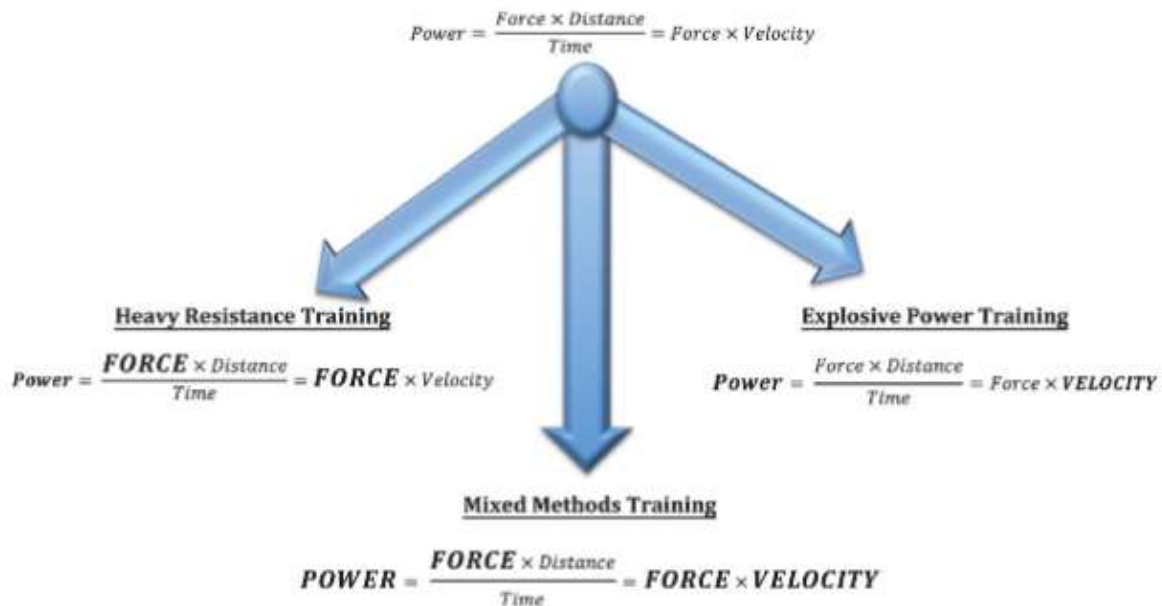 Power = Force × Distance / Time = Force × Velocity
Heavy Resistance Training
Power = FORCE × Distance / Time = FORCE × Velocity
Explosive Power Training
Power = Force × Distance / Time = Force × VELOCITY
Mixed Methods Training
POWER = FORCE × Distance / Time = FORCE × VELOCITY